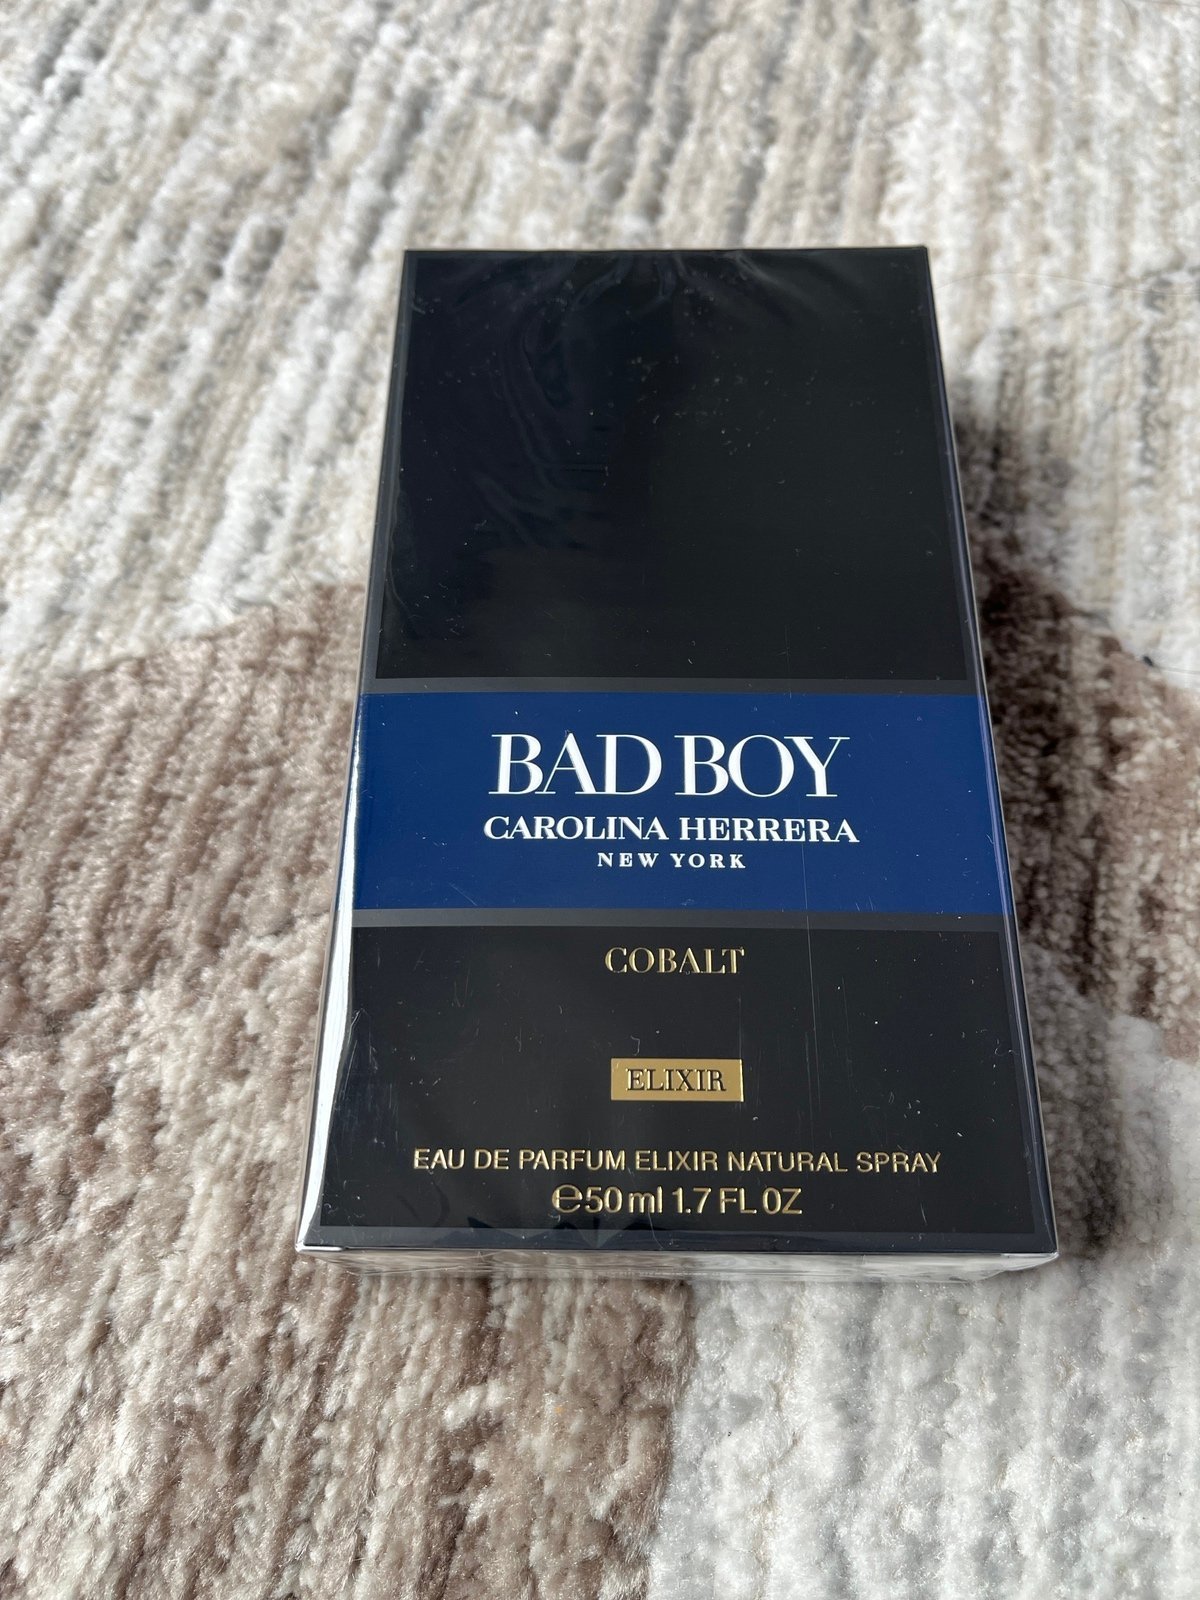 BAD BOY
CAROLINA HERRERA
NEW YORK
COBALT
ELIXIR
EAU DE PARFUM ELIXIR NATURAL SPRAY
℮50 ml 1.7 FL OZ